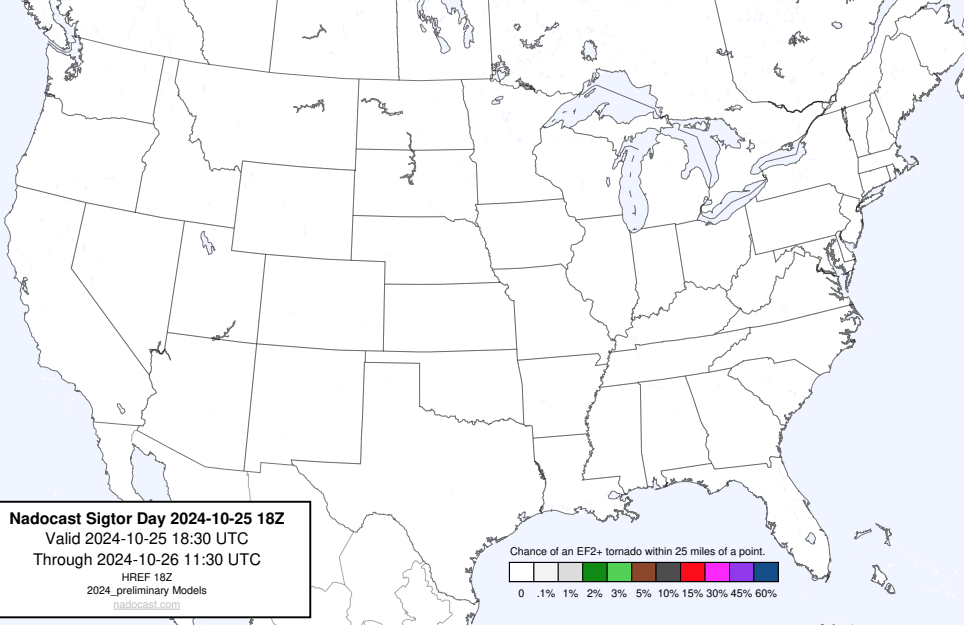 Nadocast Sigtor Day 2024-10-25 18Z
Valid 2024-10-25 18:30 UTC
Through 2024-10-26 11:30 UTC
HREF 18Z
2024_preliminary Models
nadocast.com
Chance of an EF2+ tornado within 25 miles of a point.
0 .1% 1% 2% 3% 5% 10% 15% 30% 45% 60%